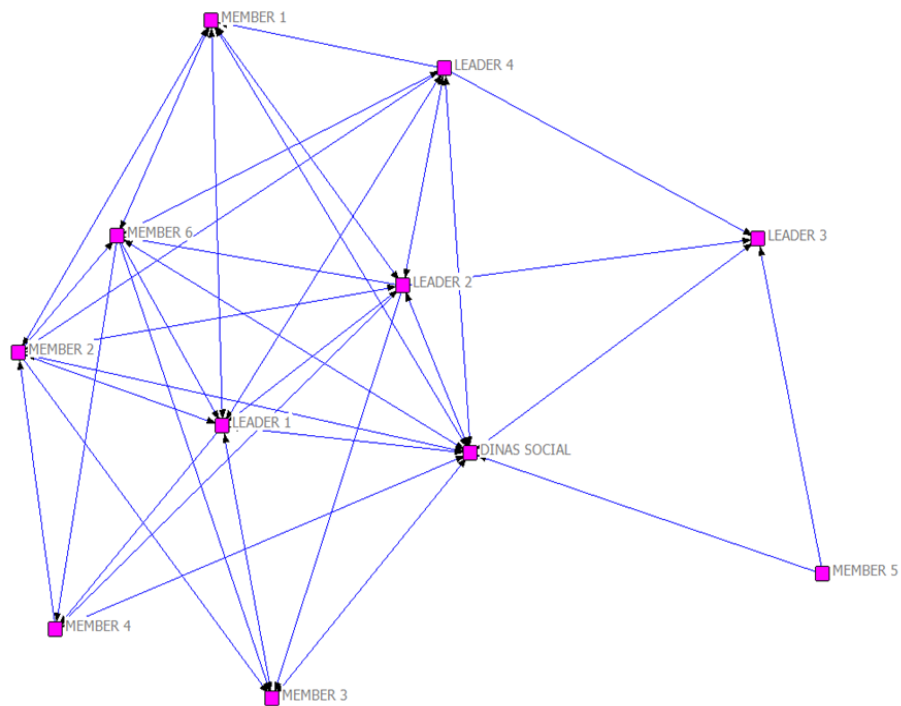 MEMBER 1
LEADER 4
MEMBER 6
LEADER 3
LEADER 2
MEMBER 2
LEADER 1
DINAS SOCIAL
MEMBER 5
MEMBER 4
MEMBER 3